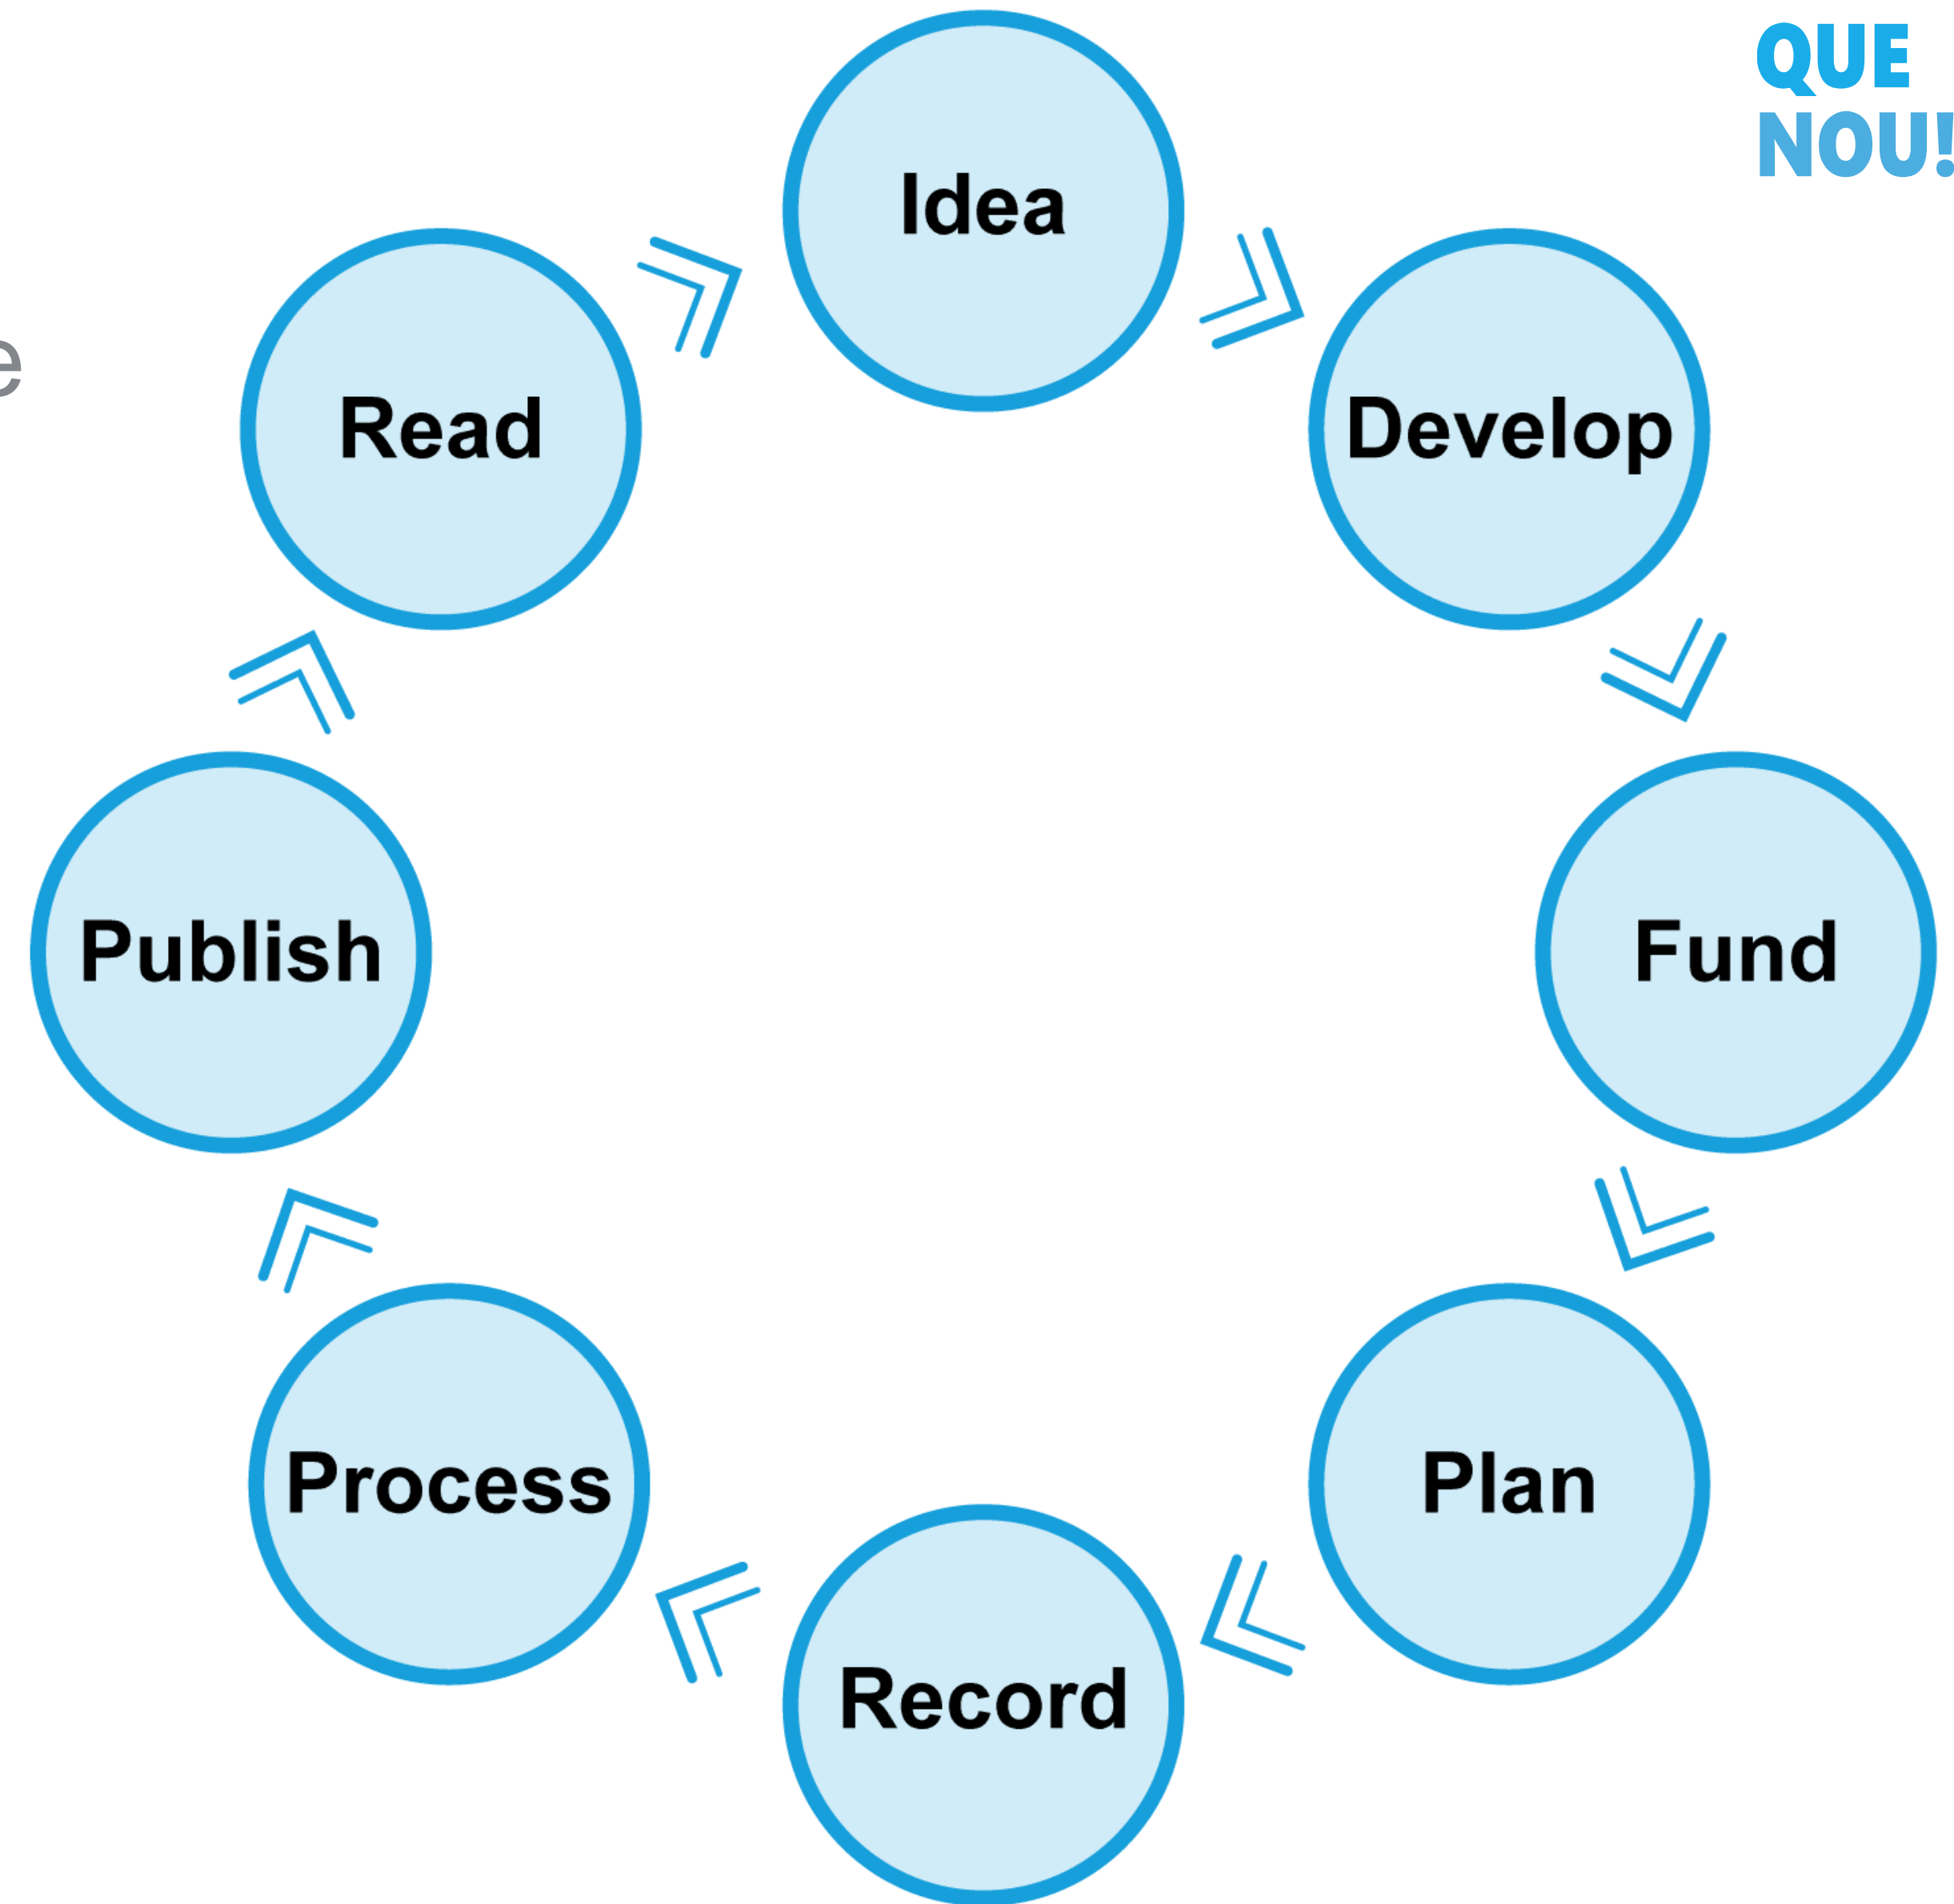 QUE
NOU!
Idea
Develop
Fund
Plan
Record
Process
Publish
Read
e